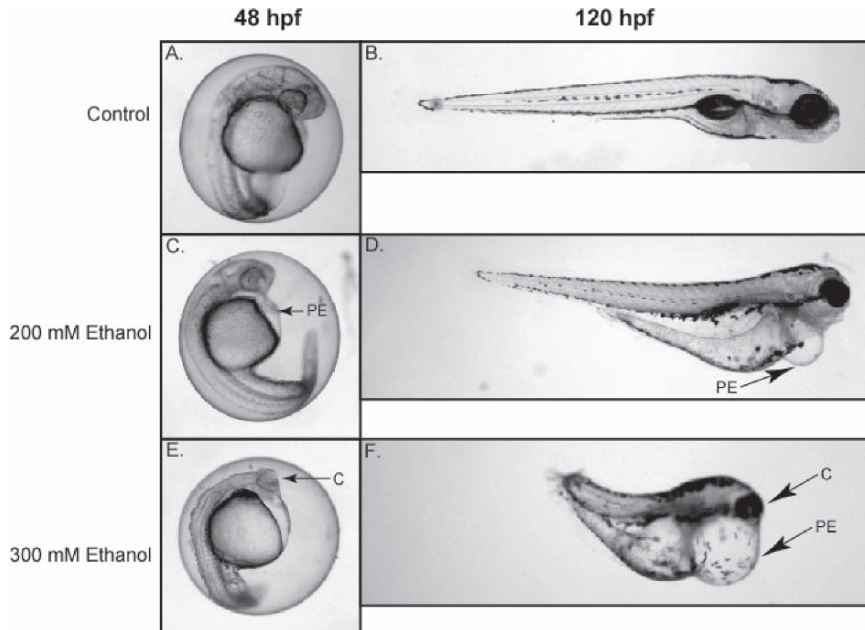 48 hpf 120 hpf
A. B.
Control
C. D.
PE
200 mM Ethanol
PE
E. F.
C C
PE
300 mM Ethanol